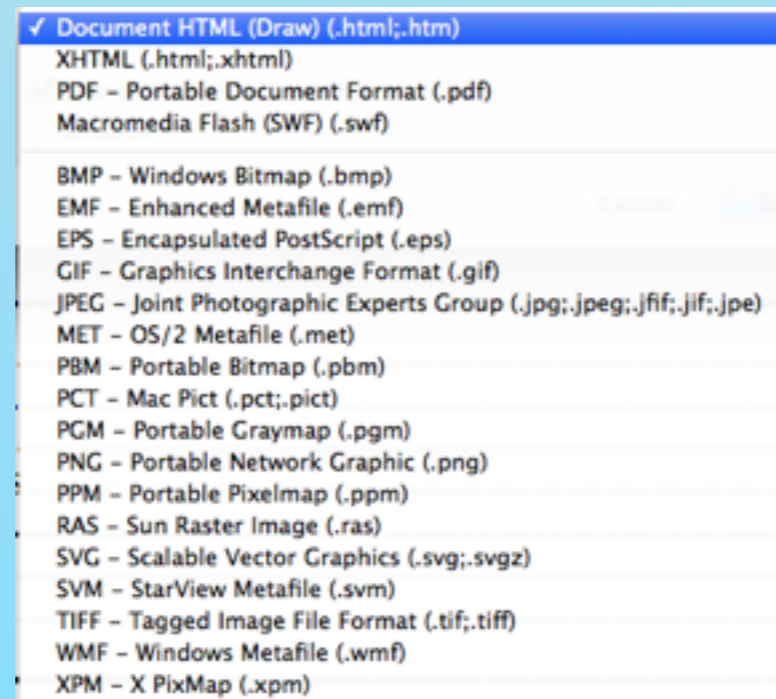 ✓ Document HTML (Draw) (.html;.htm)
XHTML (.html;.xhtml)
PDF – Portable Document Format (.pdf)
Macromedia Flash (SWF) (.swf)
BMP – Windows Bitmap (.bmp)
EMF – Enhanced Metafile (.emf)
EPS – Encapsulated PostScript (.eps)
GIF – Graphics Interchange Format (.gif)
JPEG – Joint Photographic Experts Group (.jpg;.jpeg;.jfif;.jif;.jpe)
MET – OS/2 Metafile (.met)
PBM – Portable Bitmap (.pbm)
PCT – Mac Pict (.pct;.pict)
PGM – Portable Graymap (.pgm)
PNG – Portable Network Graphic (.png)
PPM – Portable Pixelmap (.ppm)
RAS – Sun Raster Image (.ras)
SVG – Scalable Vector Graphics (.svg;.svgz)
SVM – StarView Metafile (.svm)
TIFF – Tagged Image File Format (.tif;.tiff)
WMF – Windows Metafile (.wmf)
XPM – X PixMap (.xpm)
Cancel